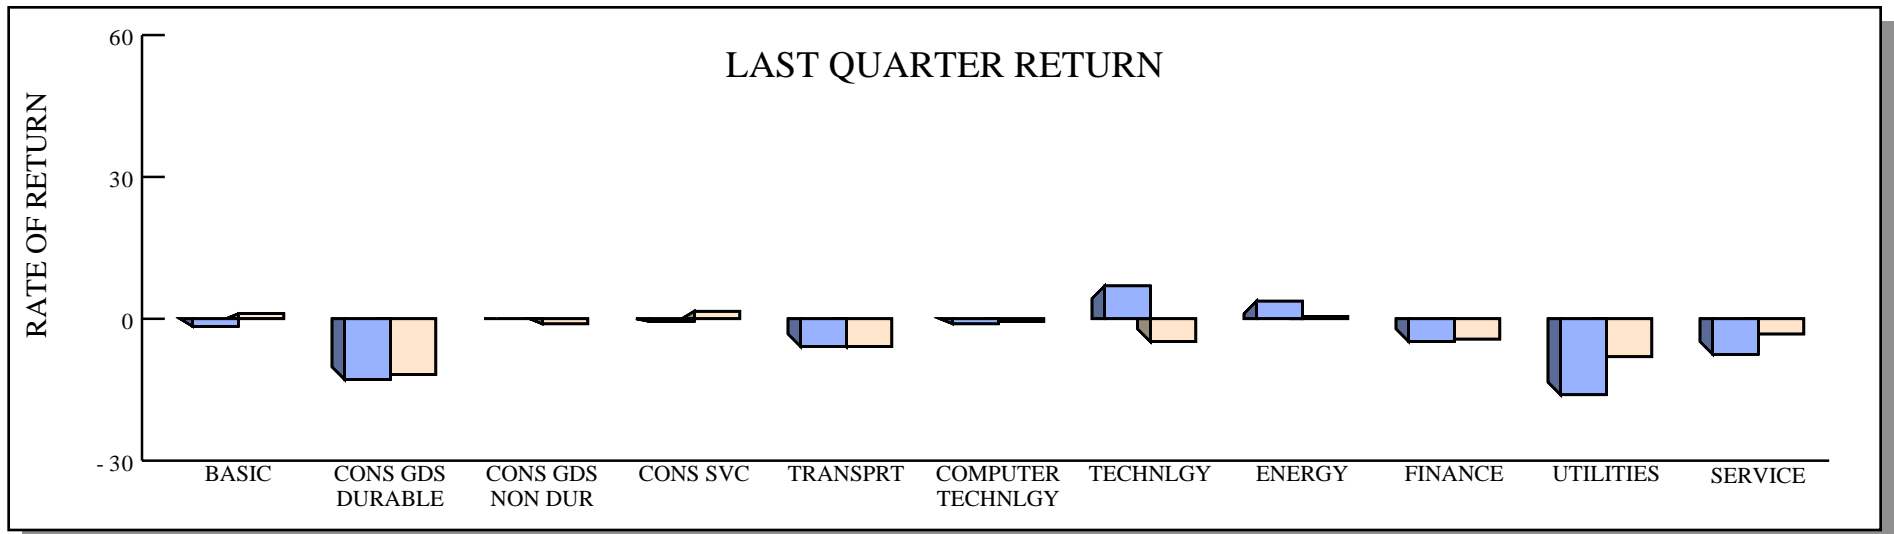 LAST QUARTER RETURN
RATE OF RETURN
60
30
0
- 30
BASIC
CONS GDS
DURABLE
CONS GDS
NON DUR
CONS SVC
TRANSPRT
COMPUTER
TECHNLGY
TECHNLGY
ENERGY
FINANCE
UTILITIES
SERVICE